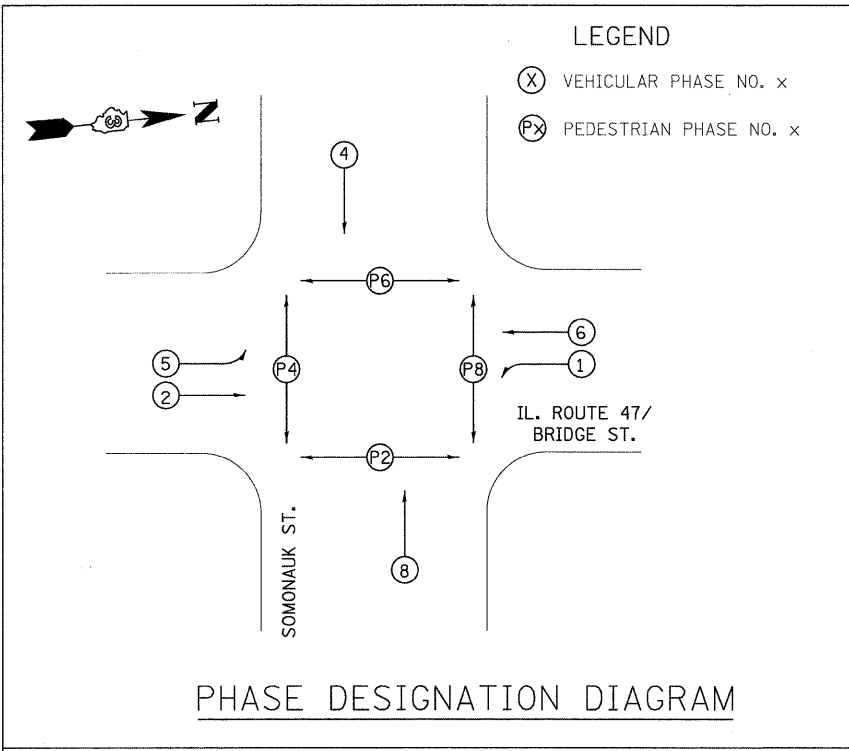 LEGEND
X VEHICULAR PHASE NO. x
Px PEDESTRIAN PHASE NO. x
N
3
4
P6
5
2
P4
P8
6
1
IL. ROUTE 47/
BRIDGE ST.
P2
8
SOMONAUK ST.
PHASE DESIGNATION DIAGRAM